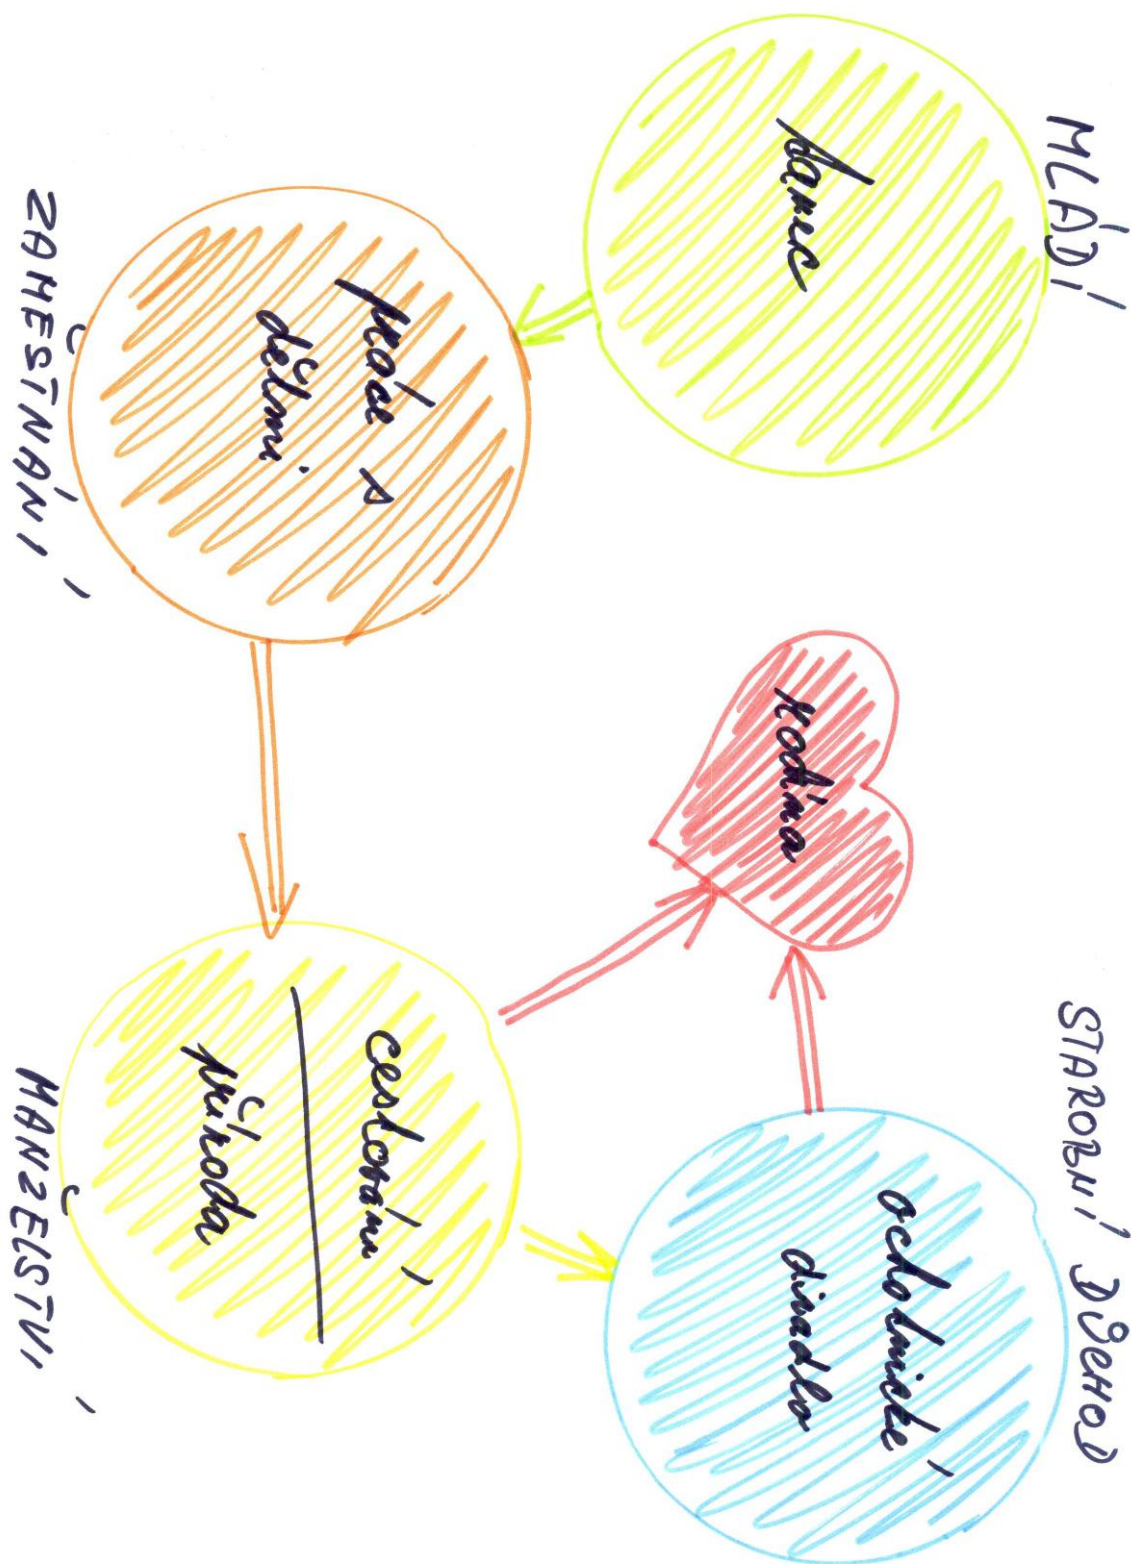 MLÁDÍ
tanec
STAROBNÍ DŮCHOD
ochotnické
divadlo
rodina
práce s
dětmi
cestování
příroda
ZAMĚSTNÁNÍ
MANŽELSTVÍ